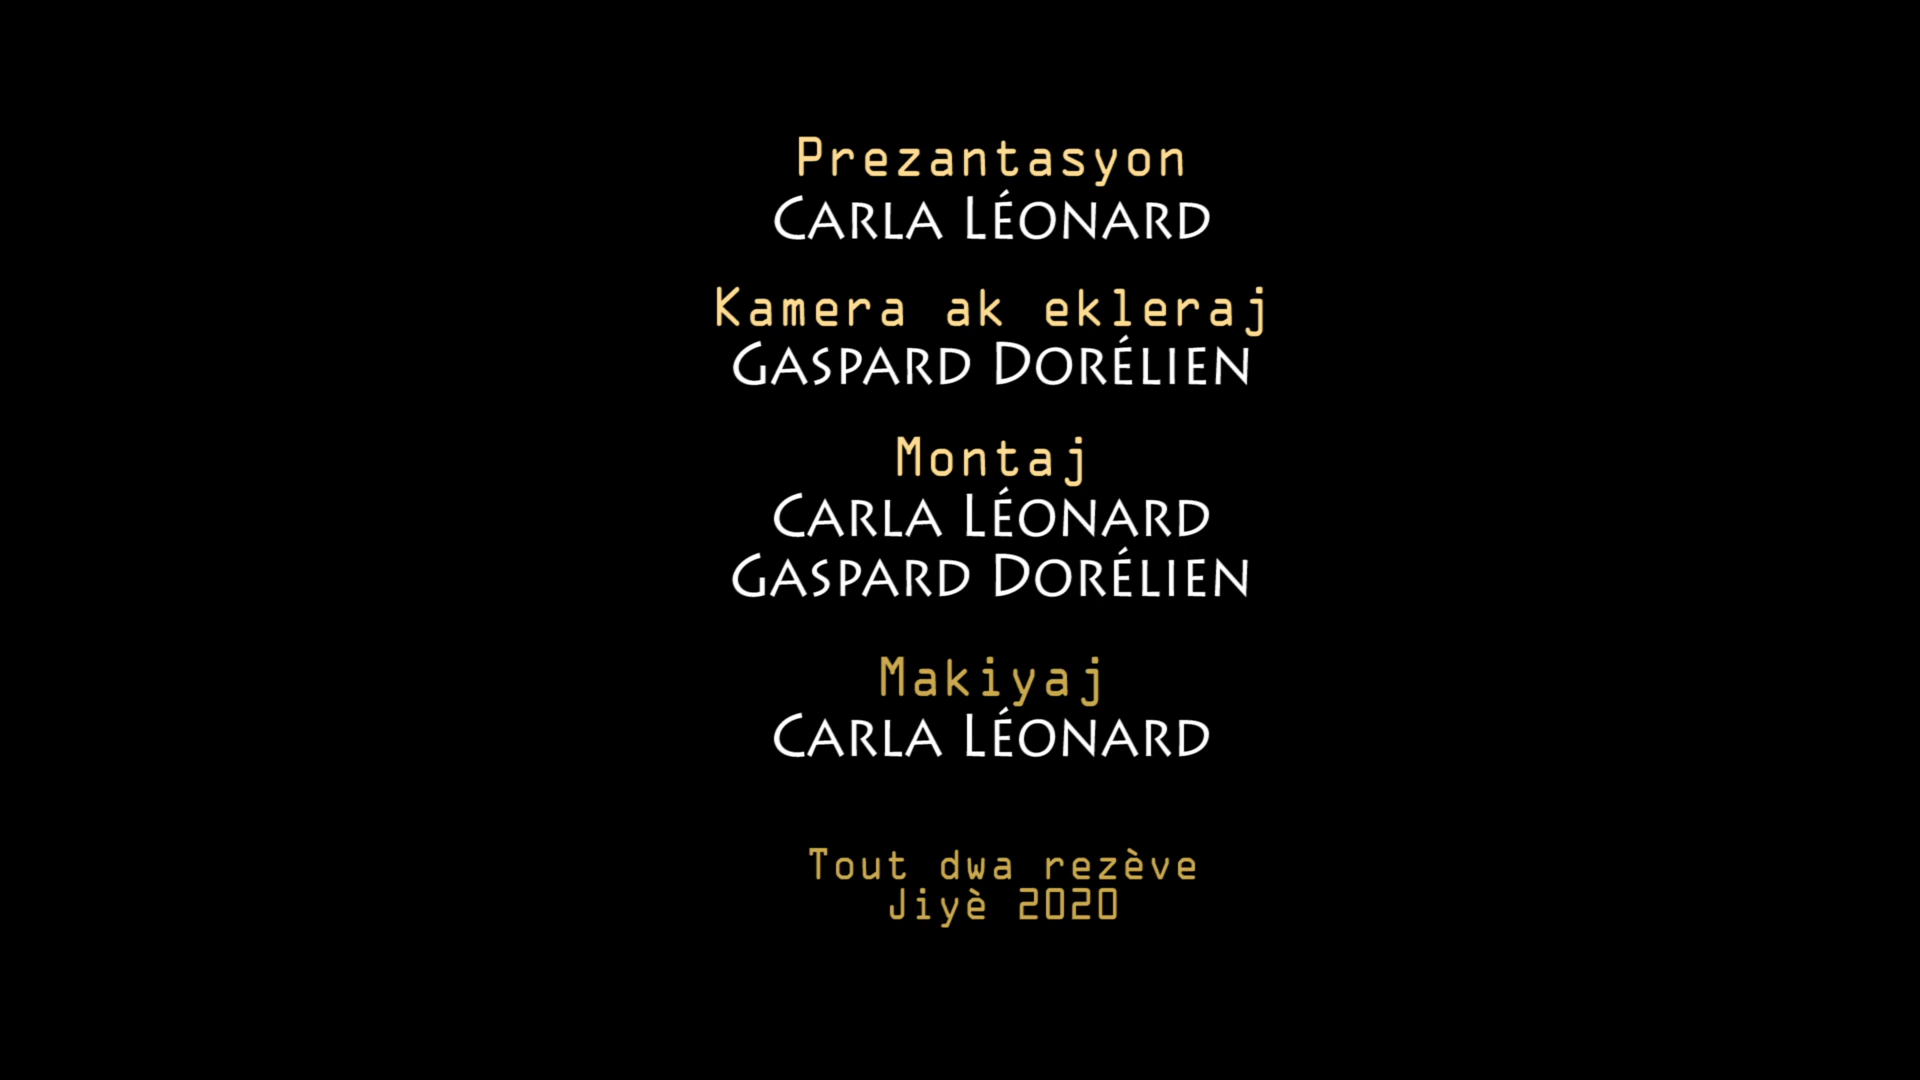 Prezantasyon
Carla Léonard
Kamera ak ekleraj
Gaspard Dorélien
Montaj
Carla Léonard
Gaspard Dorélien
Makiyaj
Carla Léonard
Tout dwa rezève
Jiyè 2020